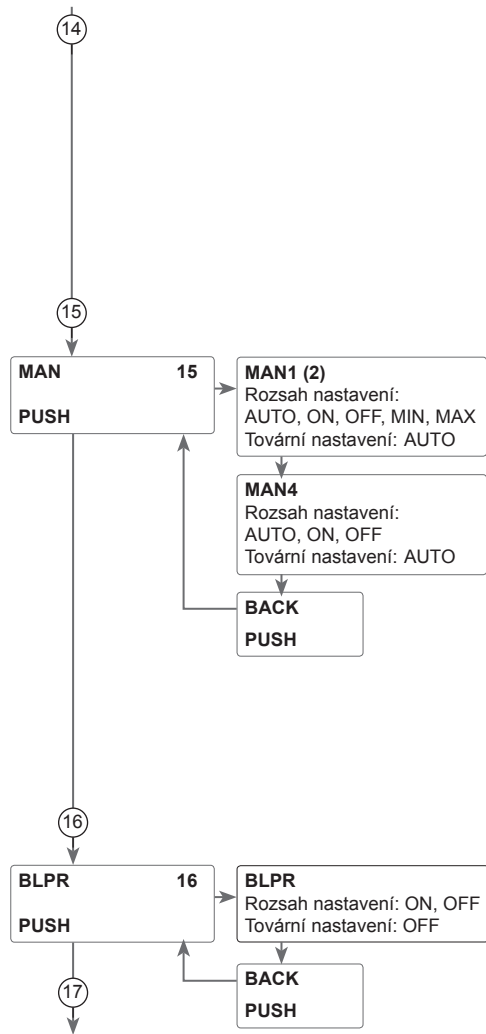 14
15
MAN 15
PUSH
MAN1 (2)
Rozsah nastavení:
AUTO, ON, OFF, MIN, MAX
Tovární nastavení: AUTO
MAN4
Rozsah nastavení:
AUTO, ON, OFF
Tovární nastavení: AUTO
BACK
PUSH
16
BLPR 16
PUSH
BLPR
Rozsah nastavení: ON, OFF
Tovární nastavení: OFF
BACK
PUSH
17